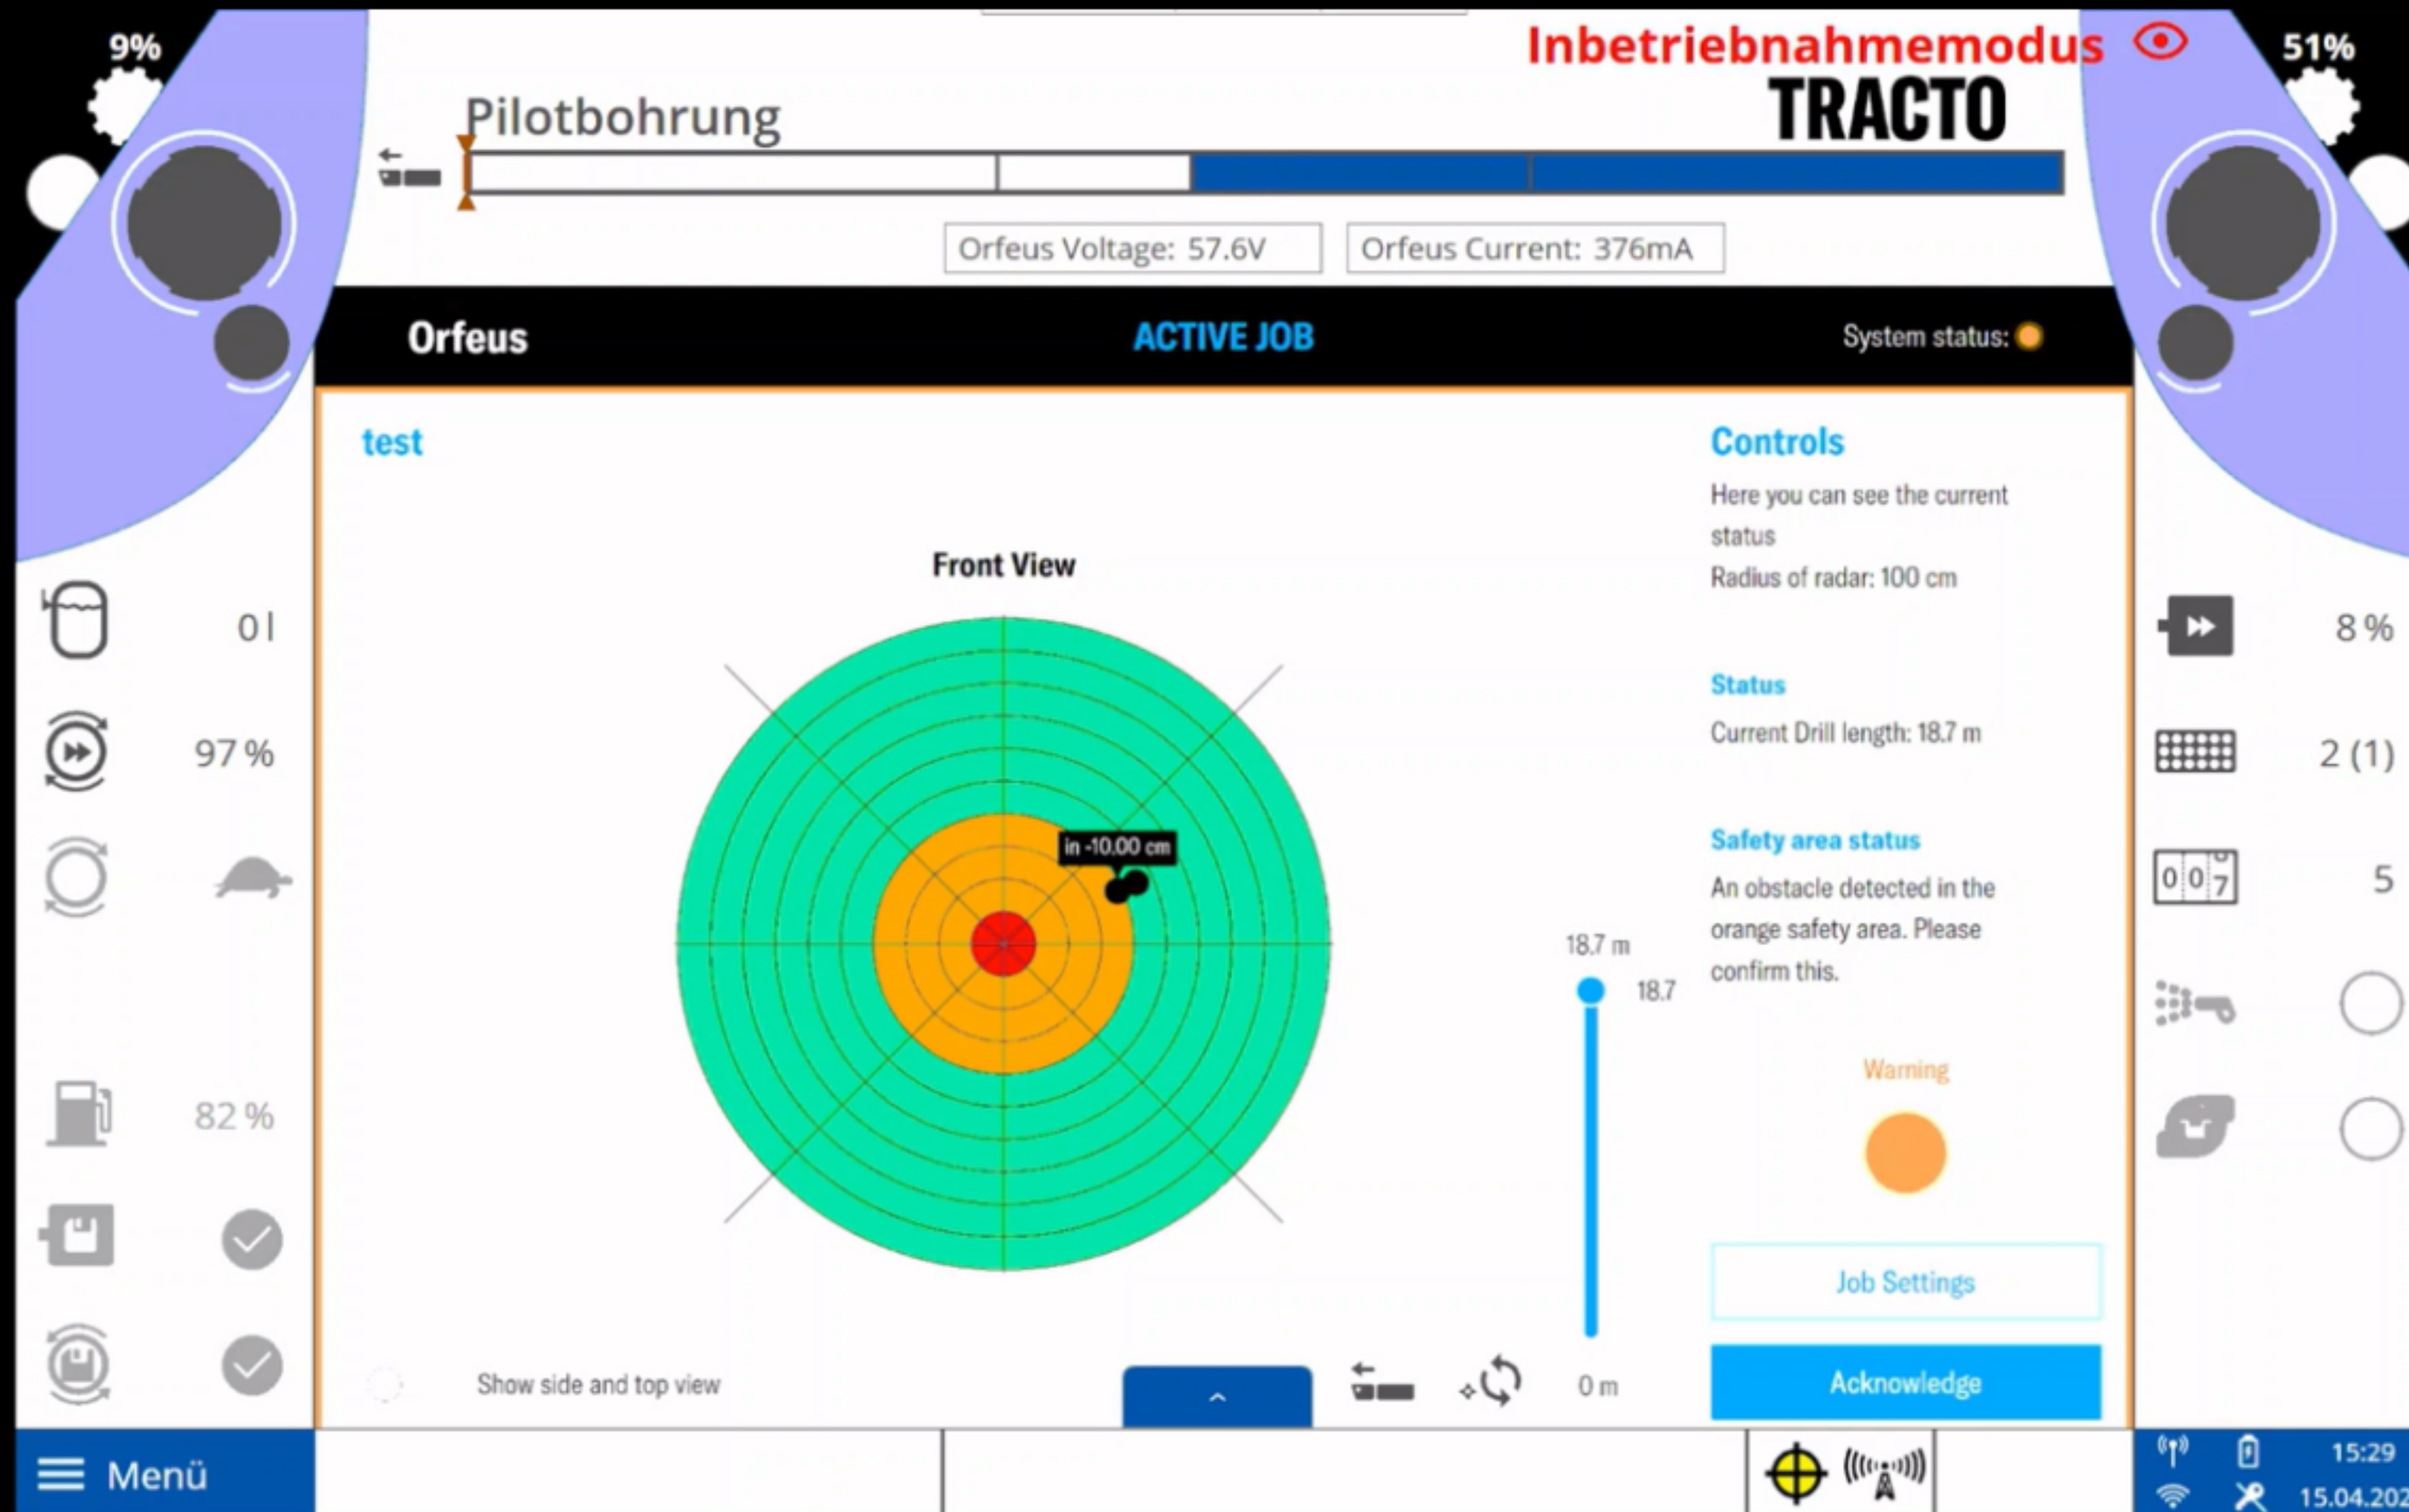 9%
Inbetriebnahmemodus
51%
TRACTO
Pilotbohrung
Orfeus Voltage: 57.6V
Orfeus Current: 376mA
Orfeus
ACTIVE JOB
System status:
test
Controls
Here you can see the current
status
Radius of radar: 100 cm
Front View
Status
Current Drill length: 18.7 m
in -10.00 cm
Safety area status
An obstacle detected in the
orange safety area. Please
confirm this.
18.7 m
18.7
0 m
Warning
Job Settings
Acknowledge
Show side and top view
0 l
97 %
82 %
8 %
2 (1)
0 0 7
5
Menü
15:29
15.04.202